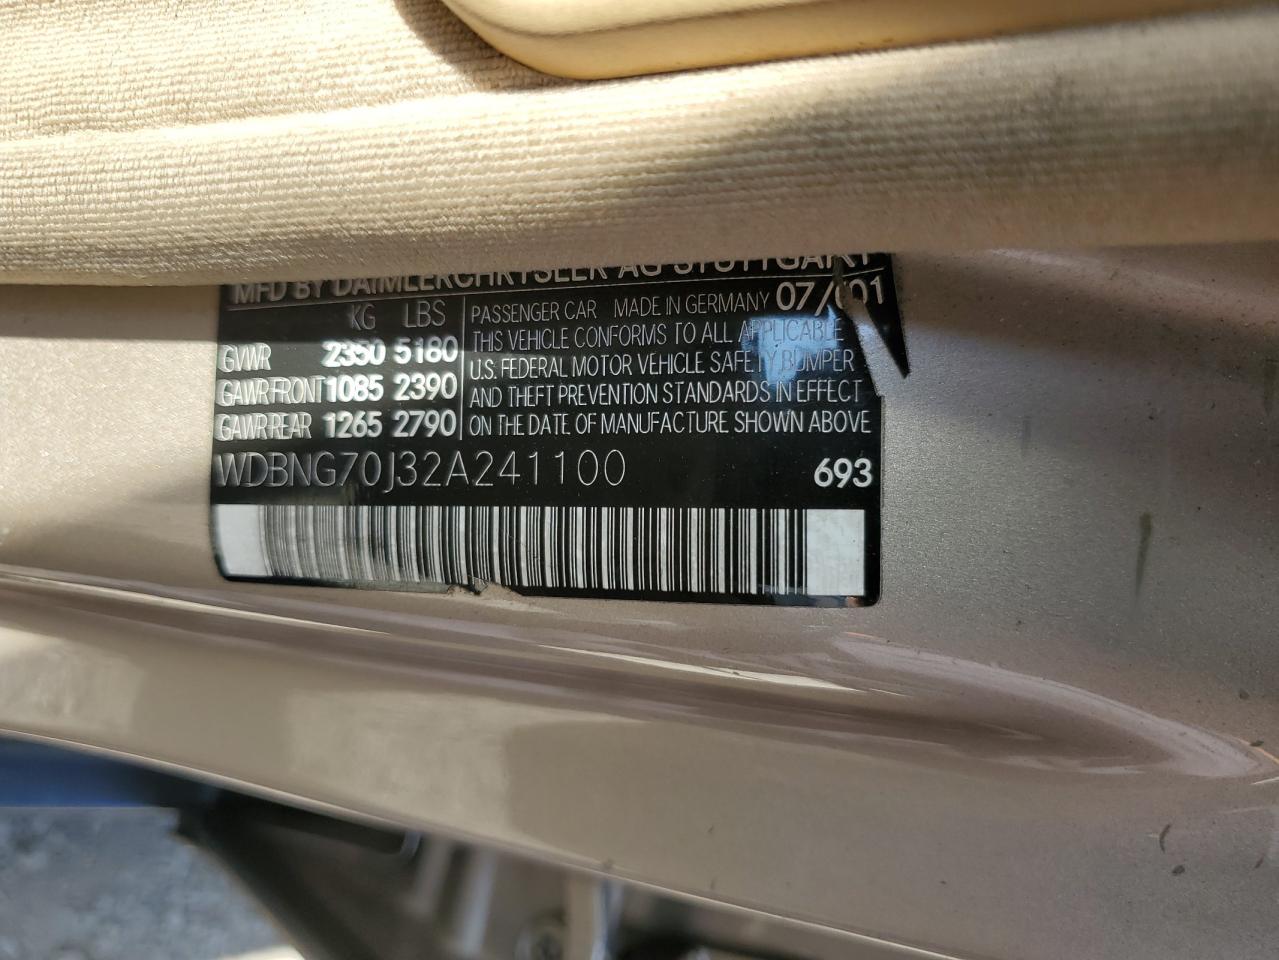 MFD BY DAIMLERCHRYSLER AG STUTTGART
KG LBS
GVWR 2350 5180
GAWR FRONT 1085 2390
GAWR REAR 1265 2790
PASSENGER CAR MADE IN GERMANY 07/001
THIS VEHICLE CONFORMS TO ALL APPLICABLE
U.S. FEDERAL MOTOR VEHICLE SAFETY BUMPER
AND THEFT PREVENTION STANDARDS IN EFFECT
ON THE DATE OF MANUFACTURE SHOWN ABOVE
WDBNG70J32A241100 693